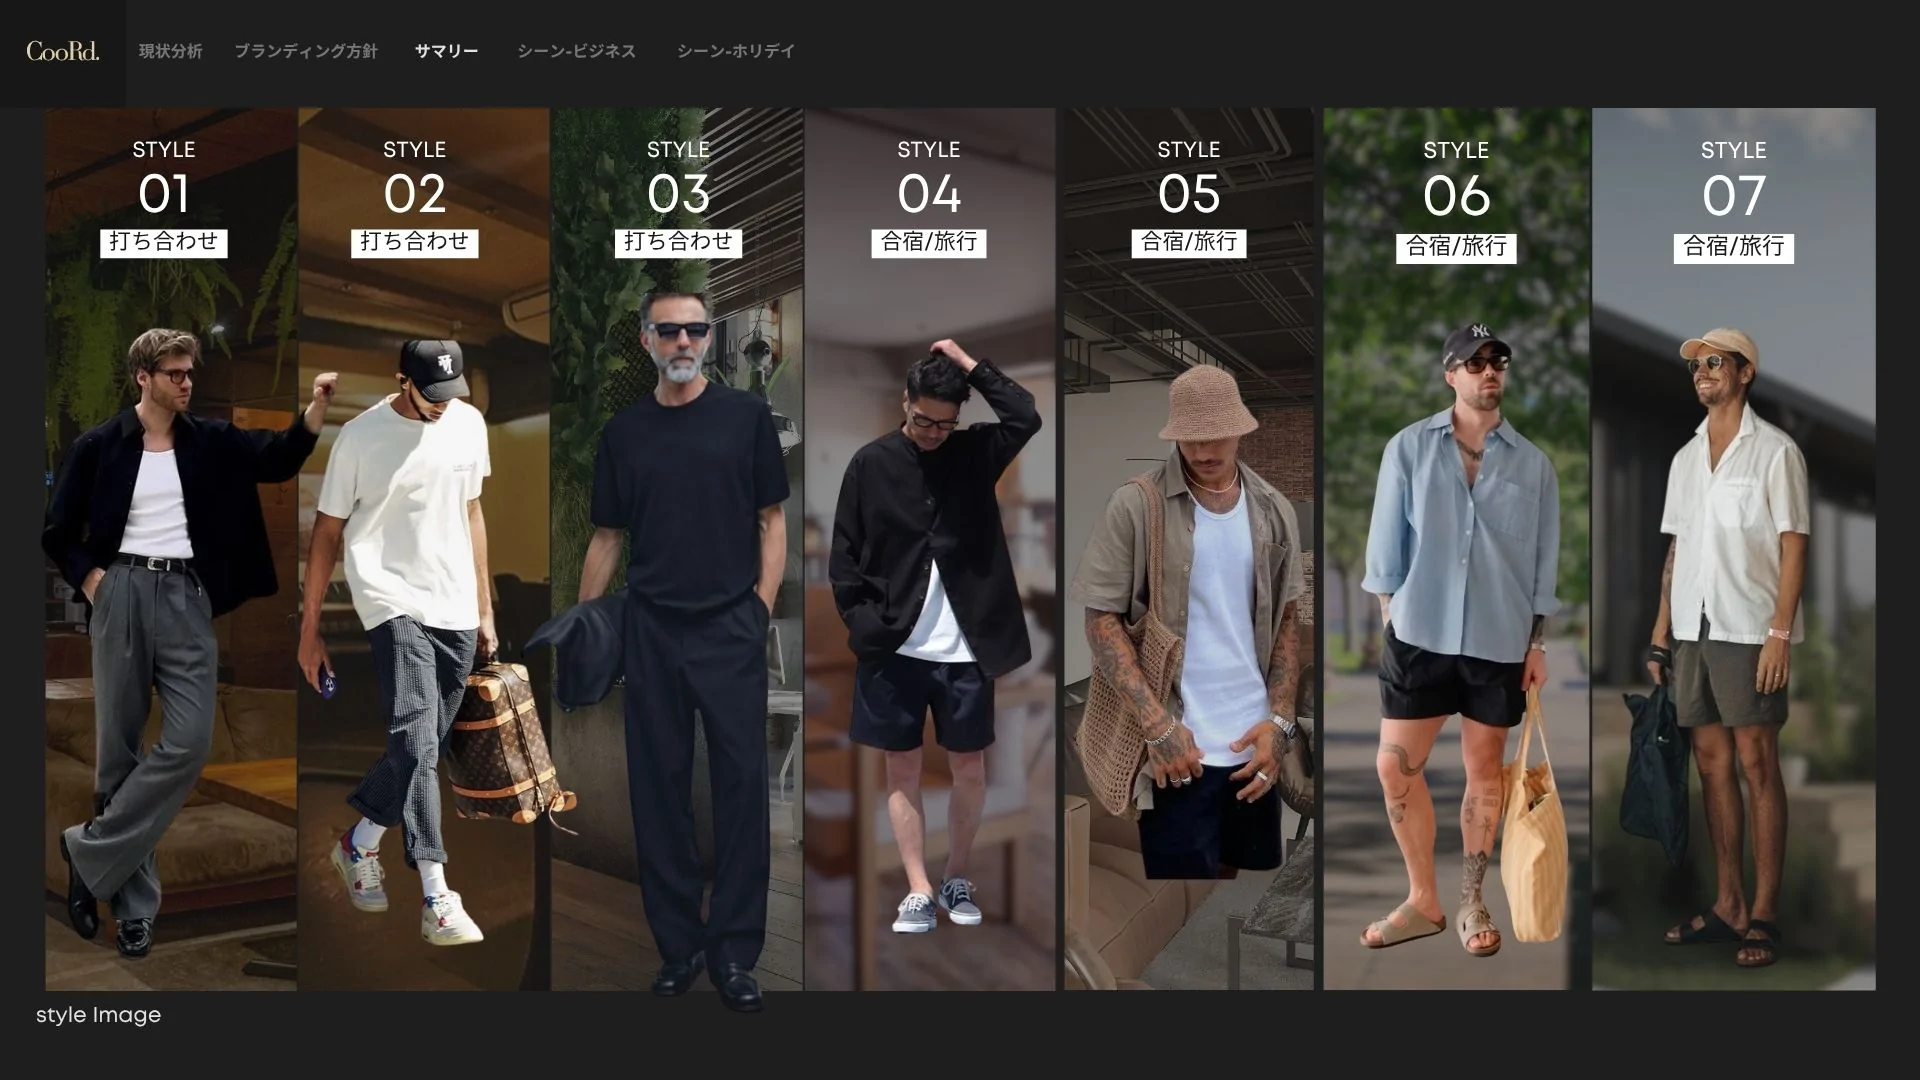 CooRd.
現状分析 ブランディング方針 サマリー シーン-ビジネス シーン-ホリデイ
STYLE
01
打ち合わせ
STYLE
02
打ち合わせ
STYLE
03
打ち合わせ
STYLE
04
合宿/旅行
STYLE
05
合宿/旅行
STYLE
06
合宿/旅行
STYLE
07
合宿/旅行
style Image